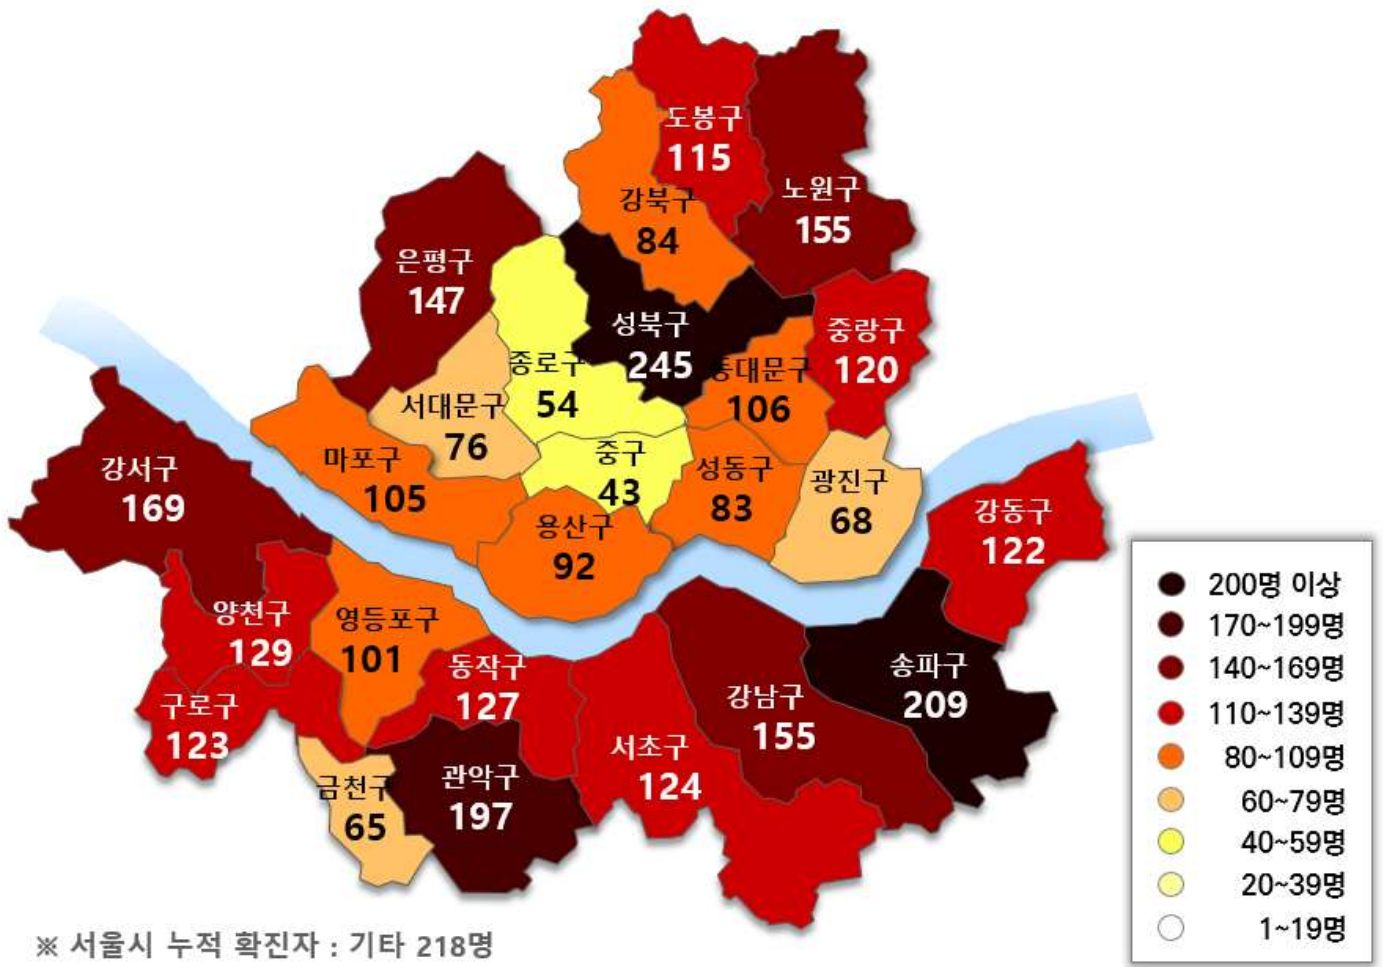 도봉구
115
노원구
155
강북구
84
은평구
147
성북구
245
중랑구
120
종로구
54
동대문구
106
서대문구
76
마포구
105
중구
43
성동구
83
광진구
68
강서구
169
용산구
92
강동구
122
양천구
129
영등포구
101
동작구
127
구로구
123
강남구
155
송파구
209
서초구
124
금천구
65
관악구
197
200명 이상
170~199명
140~169명
110~139명
80~109명
60~79명
40~59명
20~39명
1~19명
※ 서울시 누적 확진자 : 기타 218명